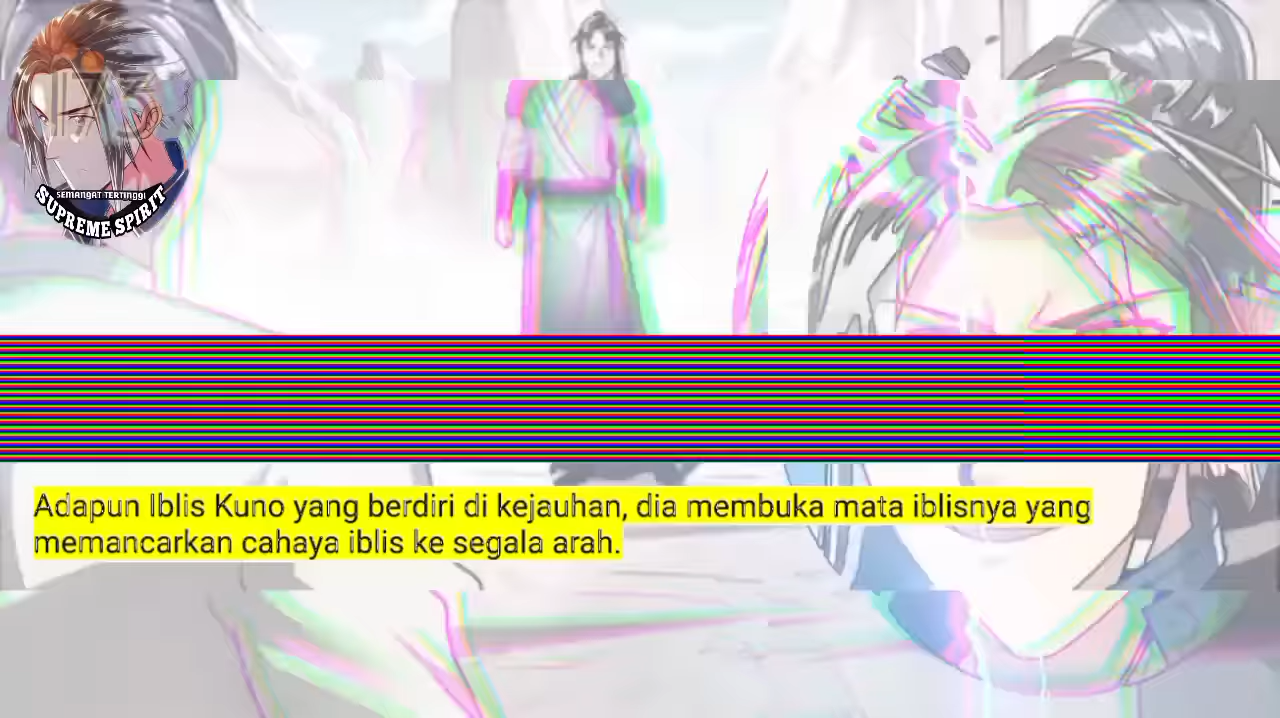 SEMANGAT TERTINGGI
SUPREME SPIRIT
Adapun Iblis Kuno yang berdiri di kejauhan, dia membuka mata iblisnya yang
memancarkan cahaya iblis ke segala arah.